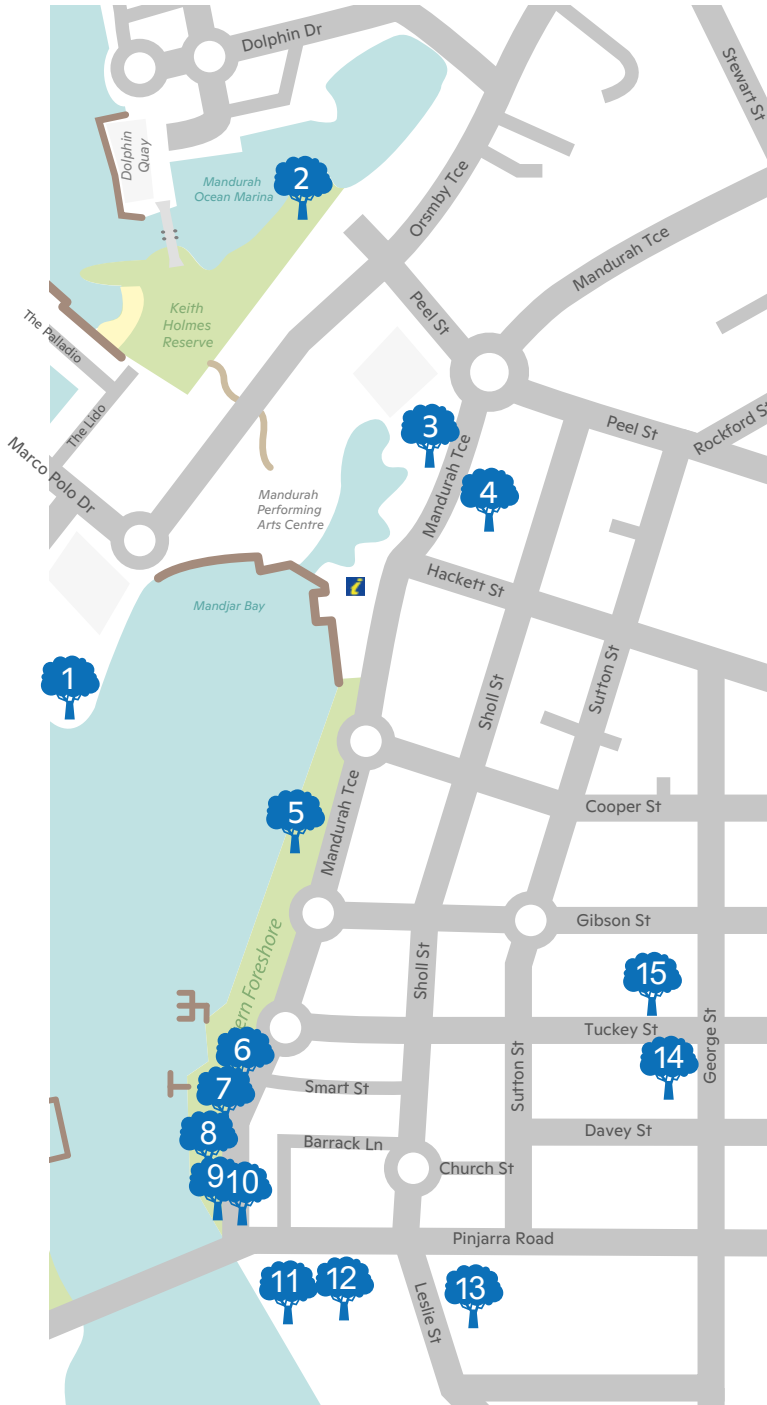 Dolphin Dr
Stewart St
Dolphin
Quay
Mandurah
Ocean Marina
2
Orsmby Tce
Mandurah Tce
Keith
Holmes
Reserve
Peel St
The Palladio
The Lido
3
Peel St
Rockford St
Marco Polo Dr
Mandurah Tce
4
Mandurah
Performing
Arts Centre
Hackett St
i
Mandjar Bay
1
Sholl St
Sutton St
5
Mandurah Tce
Cooper St
Gibson St
ern Foreshore
Sholl St
15
Tuckey St
George St
6
14
Sutton St
7
Smart St
8
Davey St
Barrack Ln
Church St
9
10
Pinjarra Road
11
12
13
Leslie St